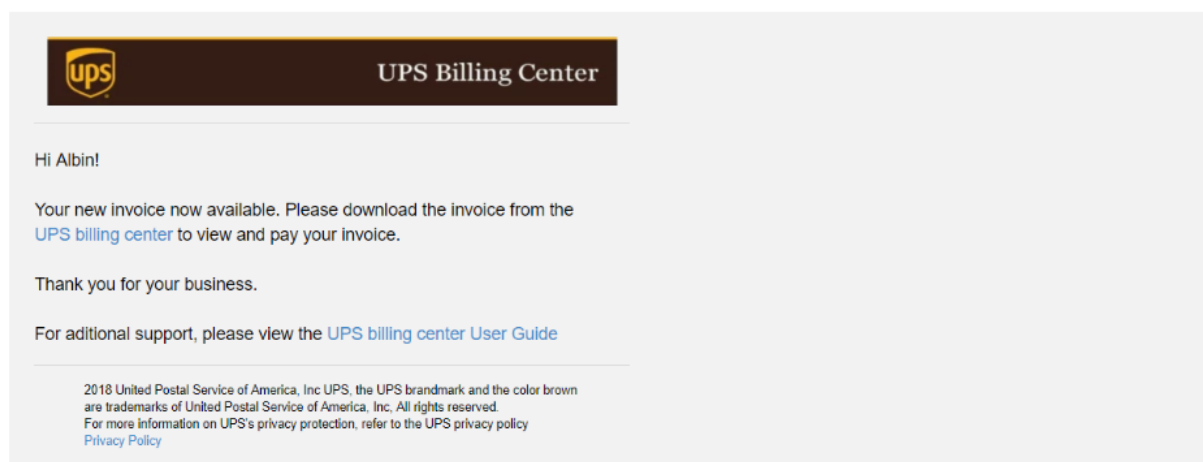 ups
UPS Billing Center
Hi Albin!
Your new invoice now available. Please download the invoice from the
UPS billing center to view and pay your invoice.
Thank you for your business.
For aditional support, please view the UPS billing center User Guide
2018 United Postal Service of America, Inc UPS, the UPS brandmark and the color brown
are trademarks of United Postal Service of America, Inc, All rights reserved.
For more information on UPS's privacy protection, refer to the UPS privacy policy
Privacy Policy